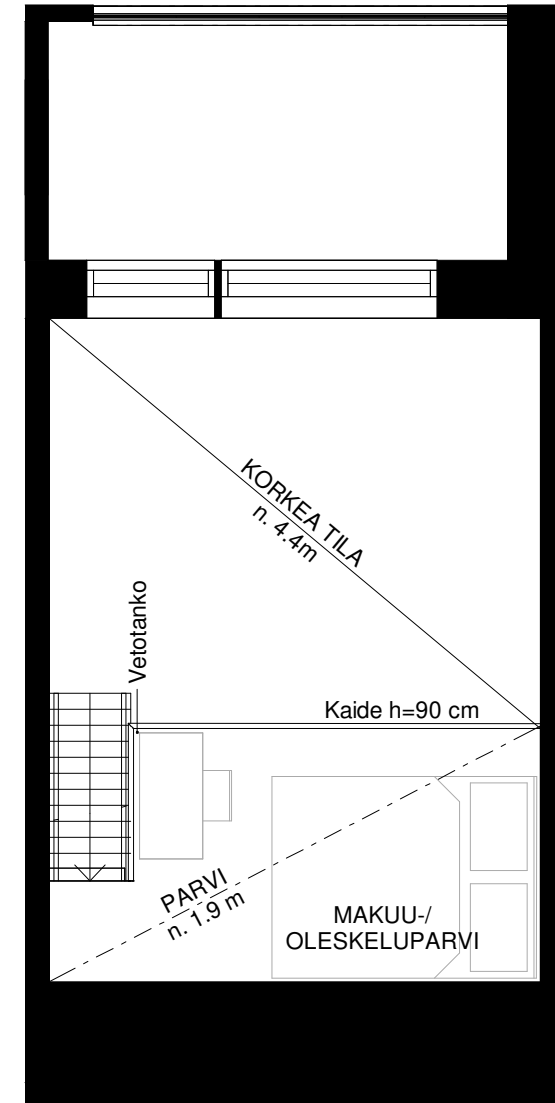 KORKEA TILA
n. 4.4m
Vetotanko
Kaide h=90 cm
PARVI
n. 1.9 m
MAKUU-/
OLESKELUPARVI